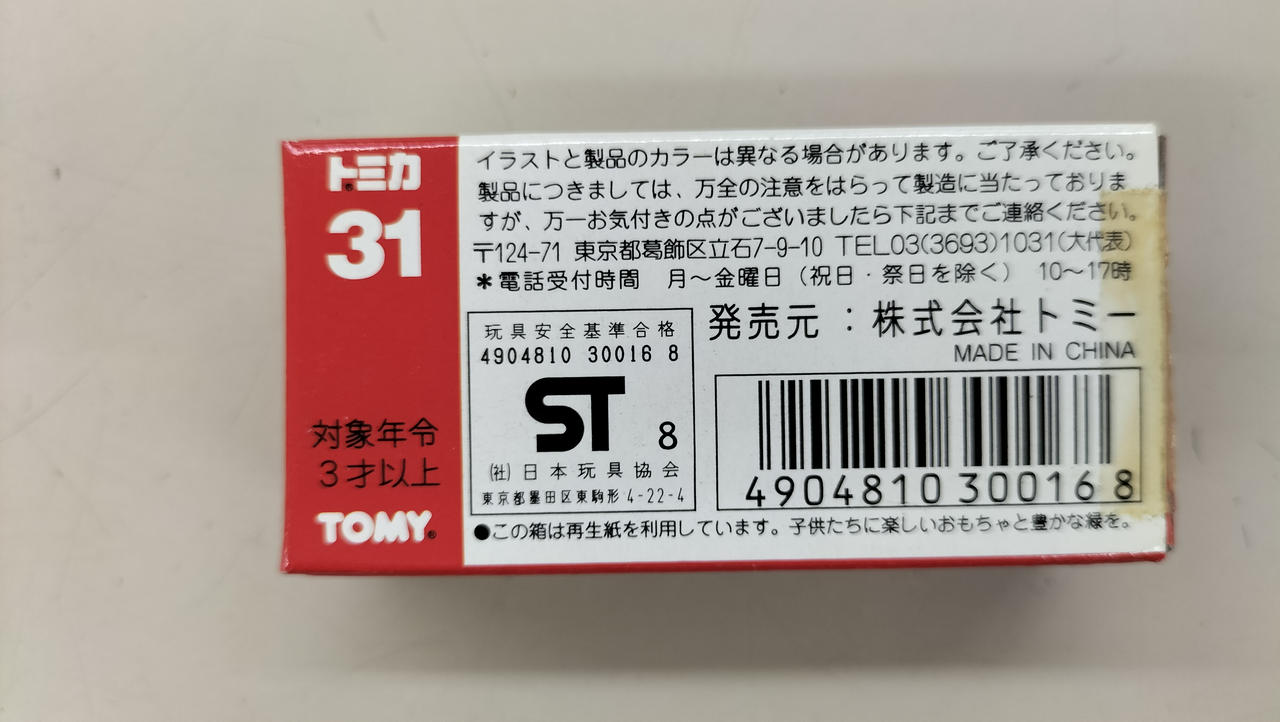 トミカ
31
対象年令
3才以上
TOMY
イラストと製品のカラーは異なる場合があります。ご了承ください。
製品につきましては、万全の注意をはらって製造に当たっておりま
すが、万一お気付きの点がございましたら下記までご連絡ください。
〒124-71 東京都葛飾区立石7-9-10 TEL03(3693)1031(大代表)
*電話受付時間 月~金曜日(祝日・祭日を除く) 10~17時
発売元:株式会社トミー
MADE IN CHINA
玩具安全基準合格
4904810 30016 8
ST 8
(社)日本玩具協会
東京都墨田区東駒形 4-22-4
4904810 300168
●この箱は再生紙を利用しています。子供たちに楽しいおもちゃと豊かな緑を。